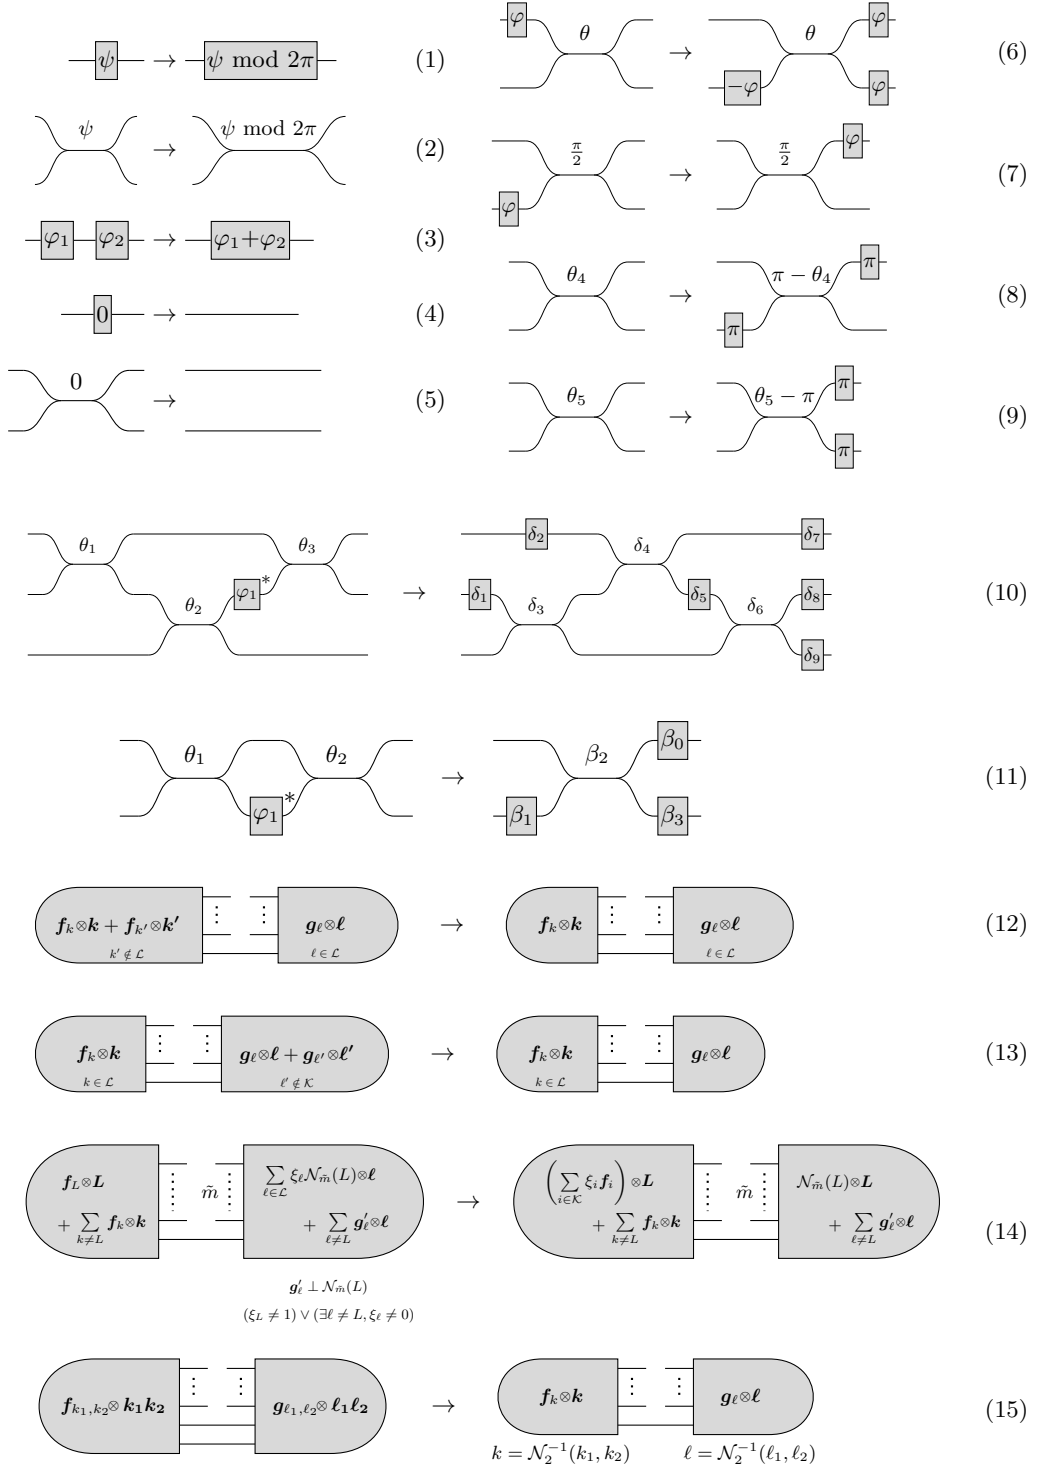 ψ → ψ mod 2π (1)
ψ → ψ mod 2π (2)
φ₁ φ₂ → φ₁+φ₂ (3)
0 → (4)
0 → (5)
φ θ → θ φ −φ φ (6)
π/2 φ → π/2 φ (7)
θ₄ → π − θ₄ π π (8)
θ₅ → θ₅ − π π π (9)
θ₁ θ₂ φ₁ * θ₃ → δ₁ δ₂ δ₃ δ₄ δ₅ δ₆ δ₇ δ₈ δ₉ (10)
θ₁ φ₁ * θ₂ → β₁ β₂ β₀ β₃ (11)
f_k⊗k + f_k′⊗k′ ⋮ ⋮ g_ℓ⊗ℓ → f_k⊗k ⋮ ⋮ g_ℓ⊗ℓ (12)
k′ ∉ 𝓛 ℓ ∈ 𝓛 ℓ ∈ 𝓛
f_k⊗k ⋮ ⋮ g_ℓ⊗ℓ + g_ℓ′⊗ℓ′ → f_k⊗k ⋮ ⋮ g_ℓ⊗ℓ (13)
k ∈ 𝓛 ℓ′ ∉ 𝓚 k ∈ 𝓛
f_L⊗L ⋮ m̃ ⋮ ∑_{ℓ∈𝓛} ξ_ℓ 𝓝_m̃(L)⊗ℓ → (∑_{i∈𝓚} ξ_i f_i)⊗L ⋮ m̃ ⋮ 𝓝_m̃(L)⊗L
+ ∑_{k≠L} f_k⊗k + ∑_{ℓ≠L} g′_ℓ⊗ℓ + ∑_{k≠L} f_k⊗k + ∑_{ℓ≠L} g′_ℓ⊗ℓ (14)
g′_ℓ ⊥ 𝓝_m̃(L)
(ξ_L ≠ 1) ∨ (∃ℓ ≠ L, ξ_ℓ ≠ 0)
f_{k₁,k₂}⊗k₁k₂ ⋮ ⋮ g_{ℓ₁,ℓ₂}⊗ℓ₁ℓ₂ → f_k⊗k ⋮ ⋮ g_ℓ⊗ℓ (15)
k = 𝓝₂⁻¹(k₁, k₂) ℓ = 𝓝₂⁻¹(ℓ₁, ℓ₂)